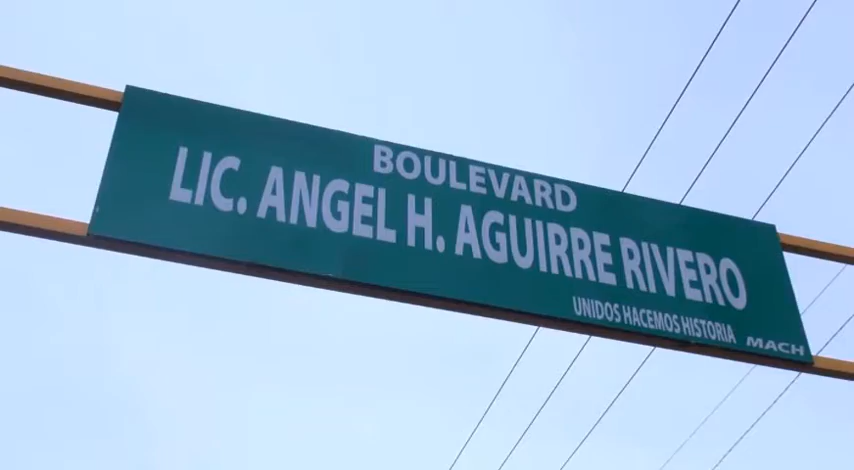 BOULEVARD
LIC. ANGEL H. AGUIRRE RIVERO
UNIDOS HACEMOS HISTORIA MACH